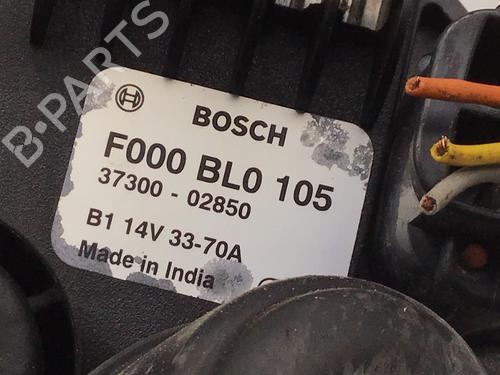 B-PARTS
BOSCH
F000 BL0 105
37300 - 02850
B1 14V 33-70A
Made in India